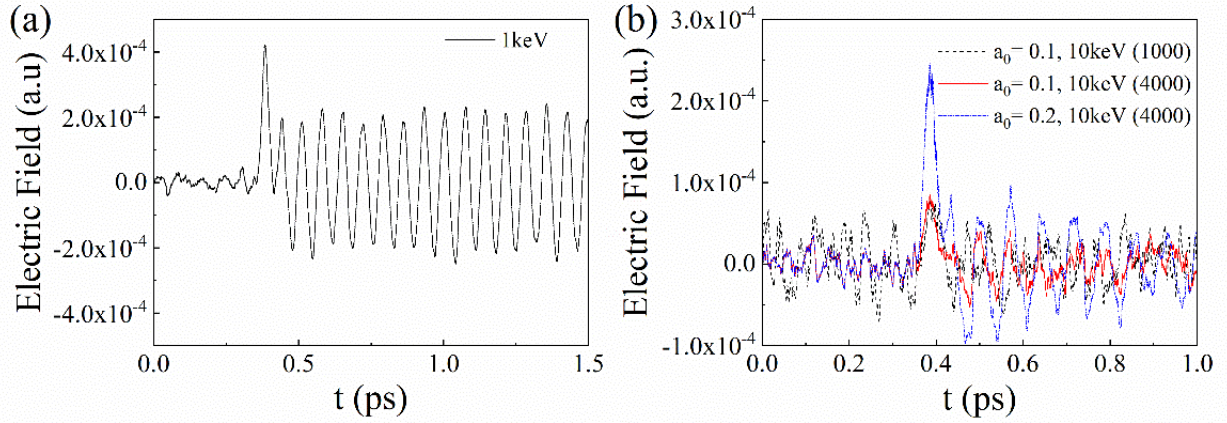 (a)
1keV
4.0x10⁻⁴
2.0x10⁻⁴
0.0
-2.0x10⁻⁴
-4.0x10⁻⁴
Electric Field (a.u)
0.0 0.5 1.0 1.5
t (ps)
(b)
a₀= 0.1, 10keV (1000)
a₀= 0.1, 10keV (4000)
a₀= 0.2, 10keV (4000)
3.0x10⁻⁴
2.0x10⁻⁴
1.0x10⁻⁴
0.0
-1.0x10⁻⁴
Electric Field (a.u.)
0.0 0.2 0.4 0.6 0.8 1.0
t (ps)